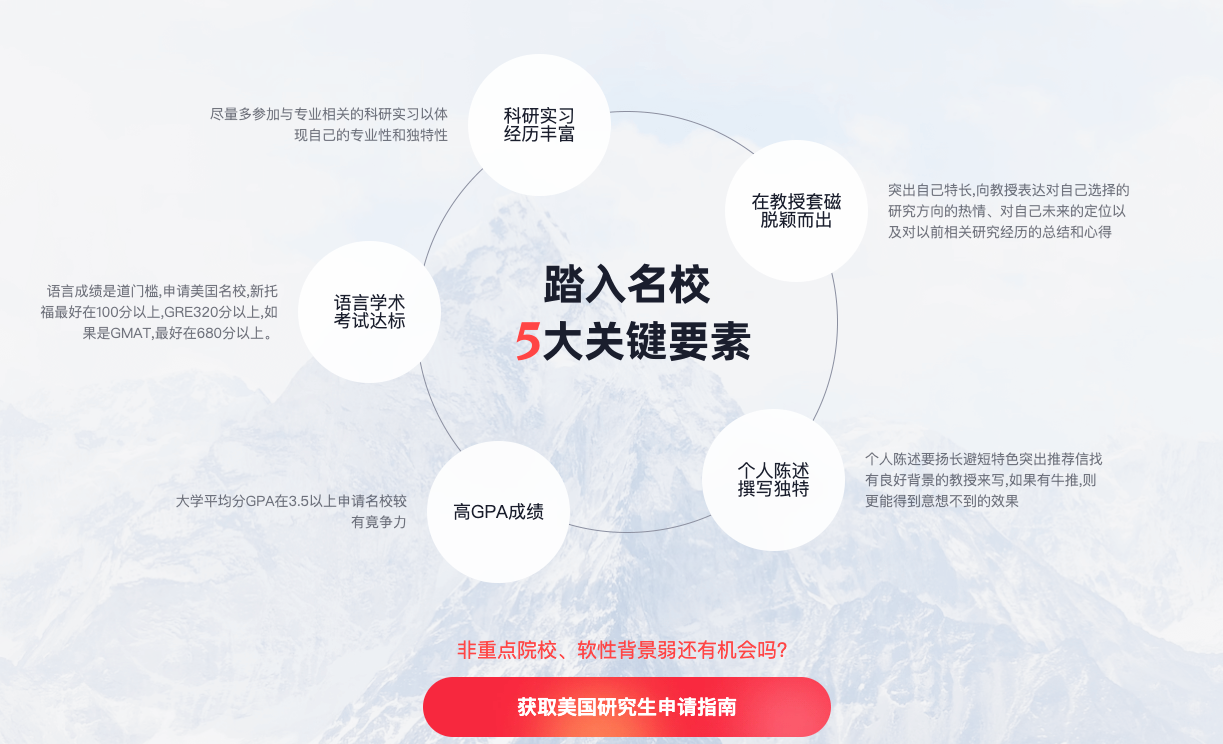 科研实习
经历丰富
尽量多参加与专业相关的科研实习以体
现自己的专业性和独特性
在教授套磁
脱颖而出
突出自己特长,向教授表达对自己选择的
研究方向的热情、对自己未来的定位以
及对以前相关研究经历的总结和心得
语言学术
考试达标
语言成绩是道门槛,申请美国名校,新托
福最好在100分以上,GRE320分以上,如
果是GMAT,最好在680分以上。
踏入名校
5大关键要素
个人陈述
撰写独特
个人陈述要扬长避短特色突出推荐信找
有良好背景的教授来写,如果有牛推,则
更能得到意想不到的效果
高GPA成绩
大学平均分GPA在3.5以上申请名校较
有竟争力
非重点院校、软性背景弱还有机会吗?
获取美国研究生申请指南